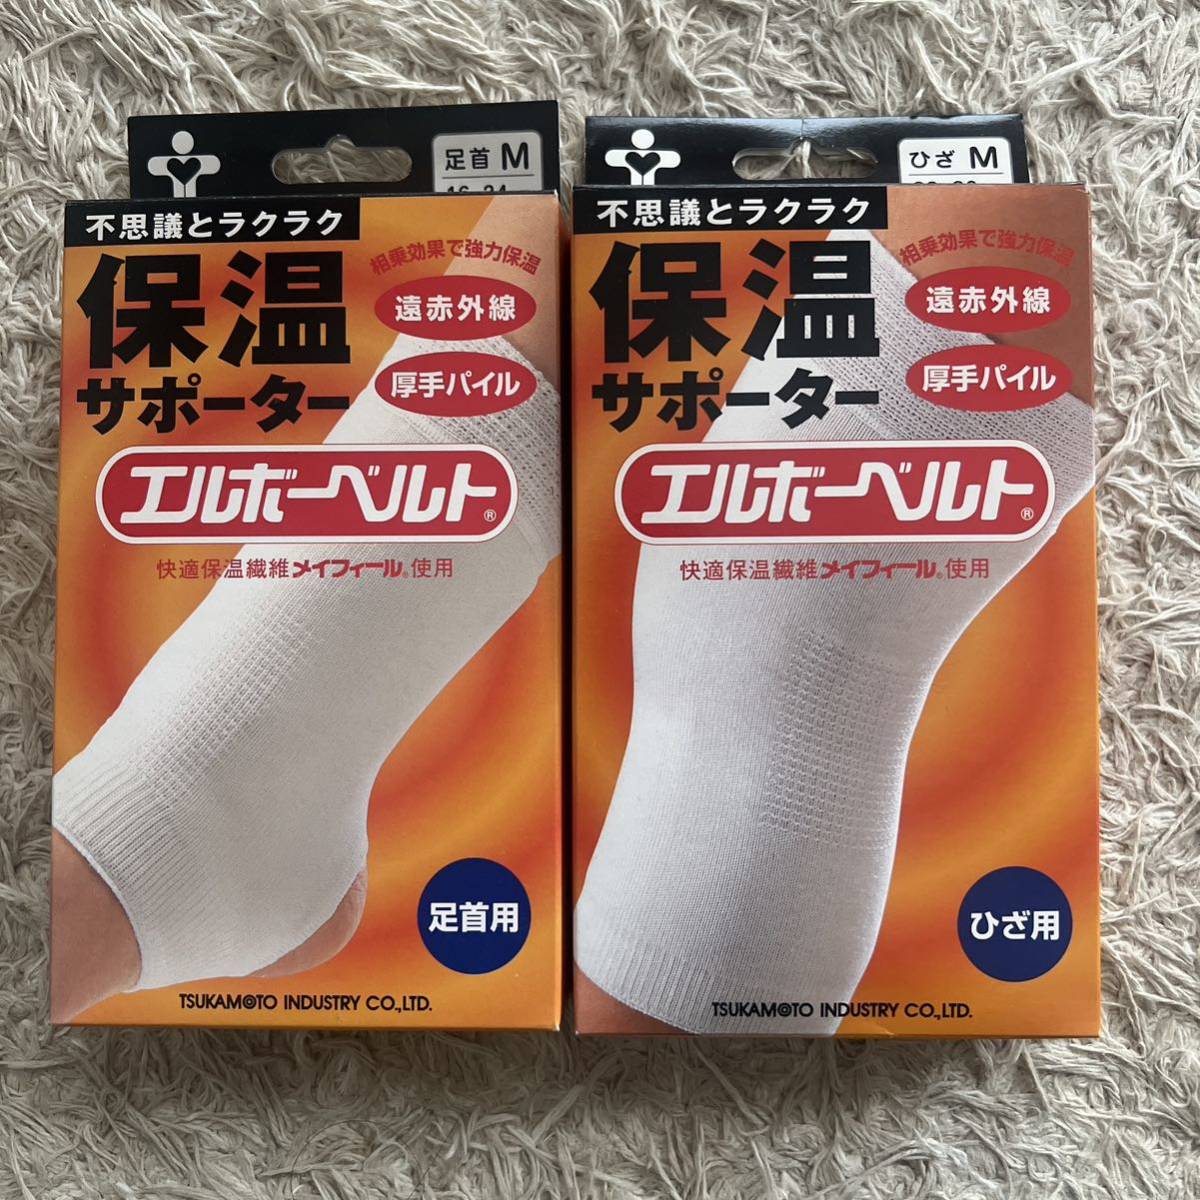 足首 M
不思議とラクラク
保温
サポーター
相乗効果で強力保温
遠赤外線
厚手パイル
エルボーベルト®
快適保温繊維メイフィール®使用
足首用
TSUKAMOTO INDUSTRY CO.,LTD.
ひざ M
不思議とラクラク
保温
サポーター
相乗効果で強力保温
遠赤外線
厚手パイル
エルボーベルト®
快適保温繊維メイフィール®使用
ひざ用
TSUKAMOTO INDUSTRY CO.,LTD.